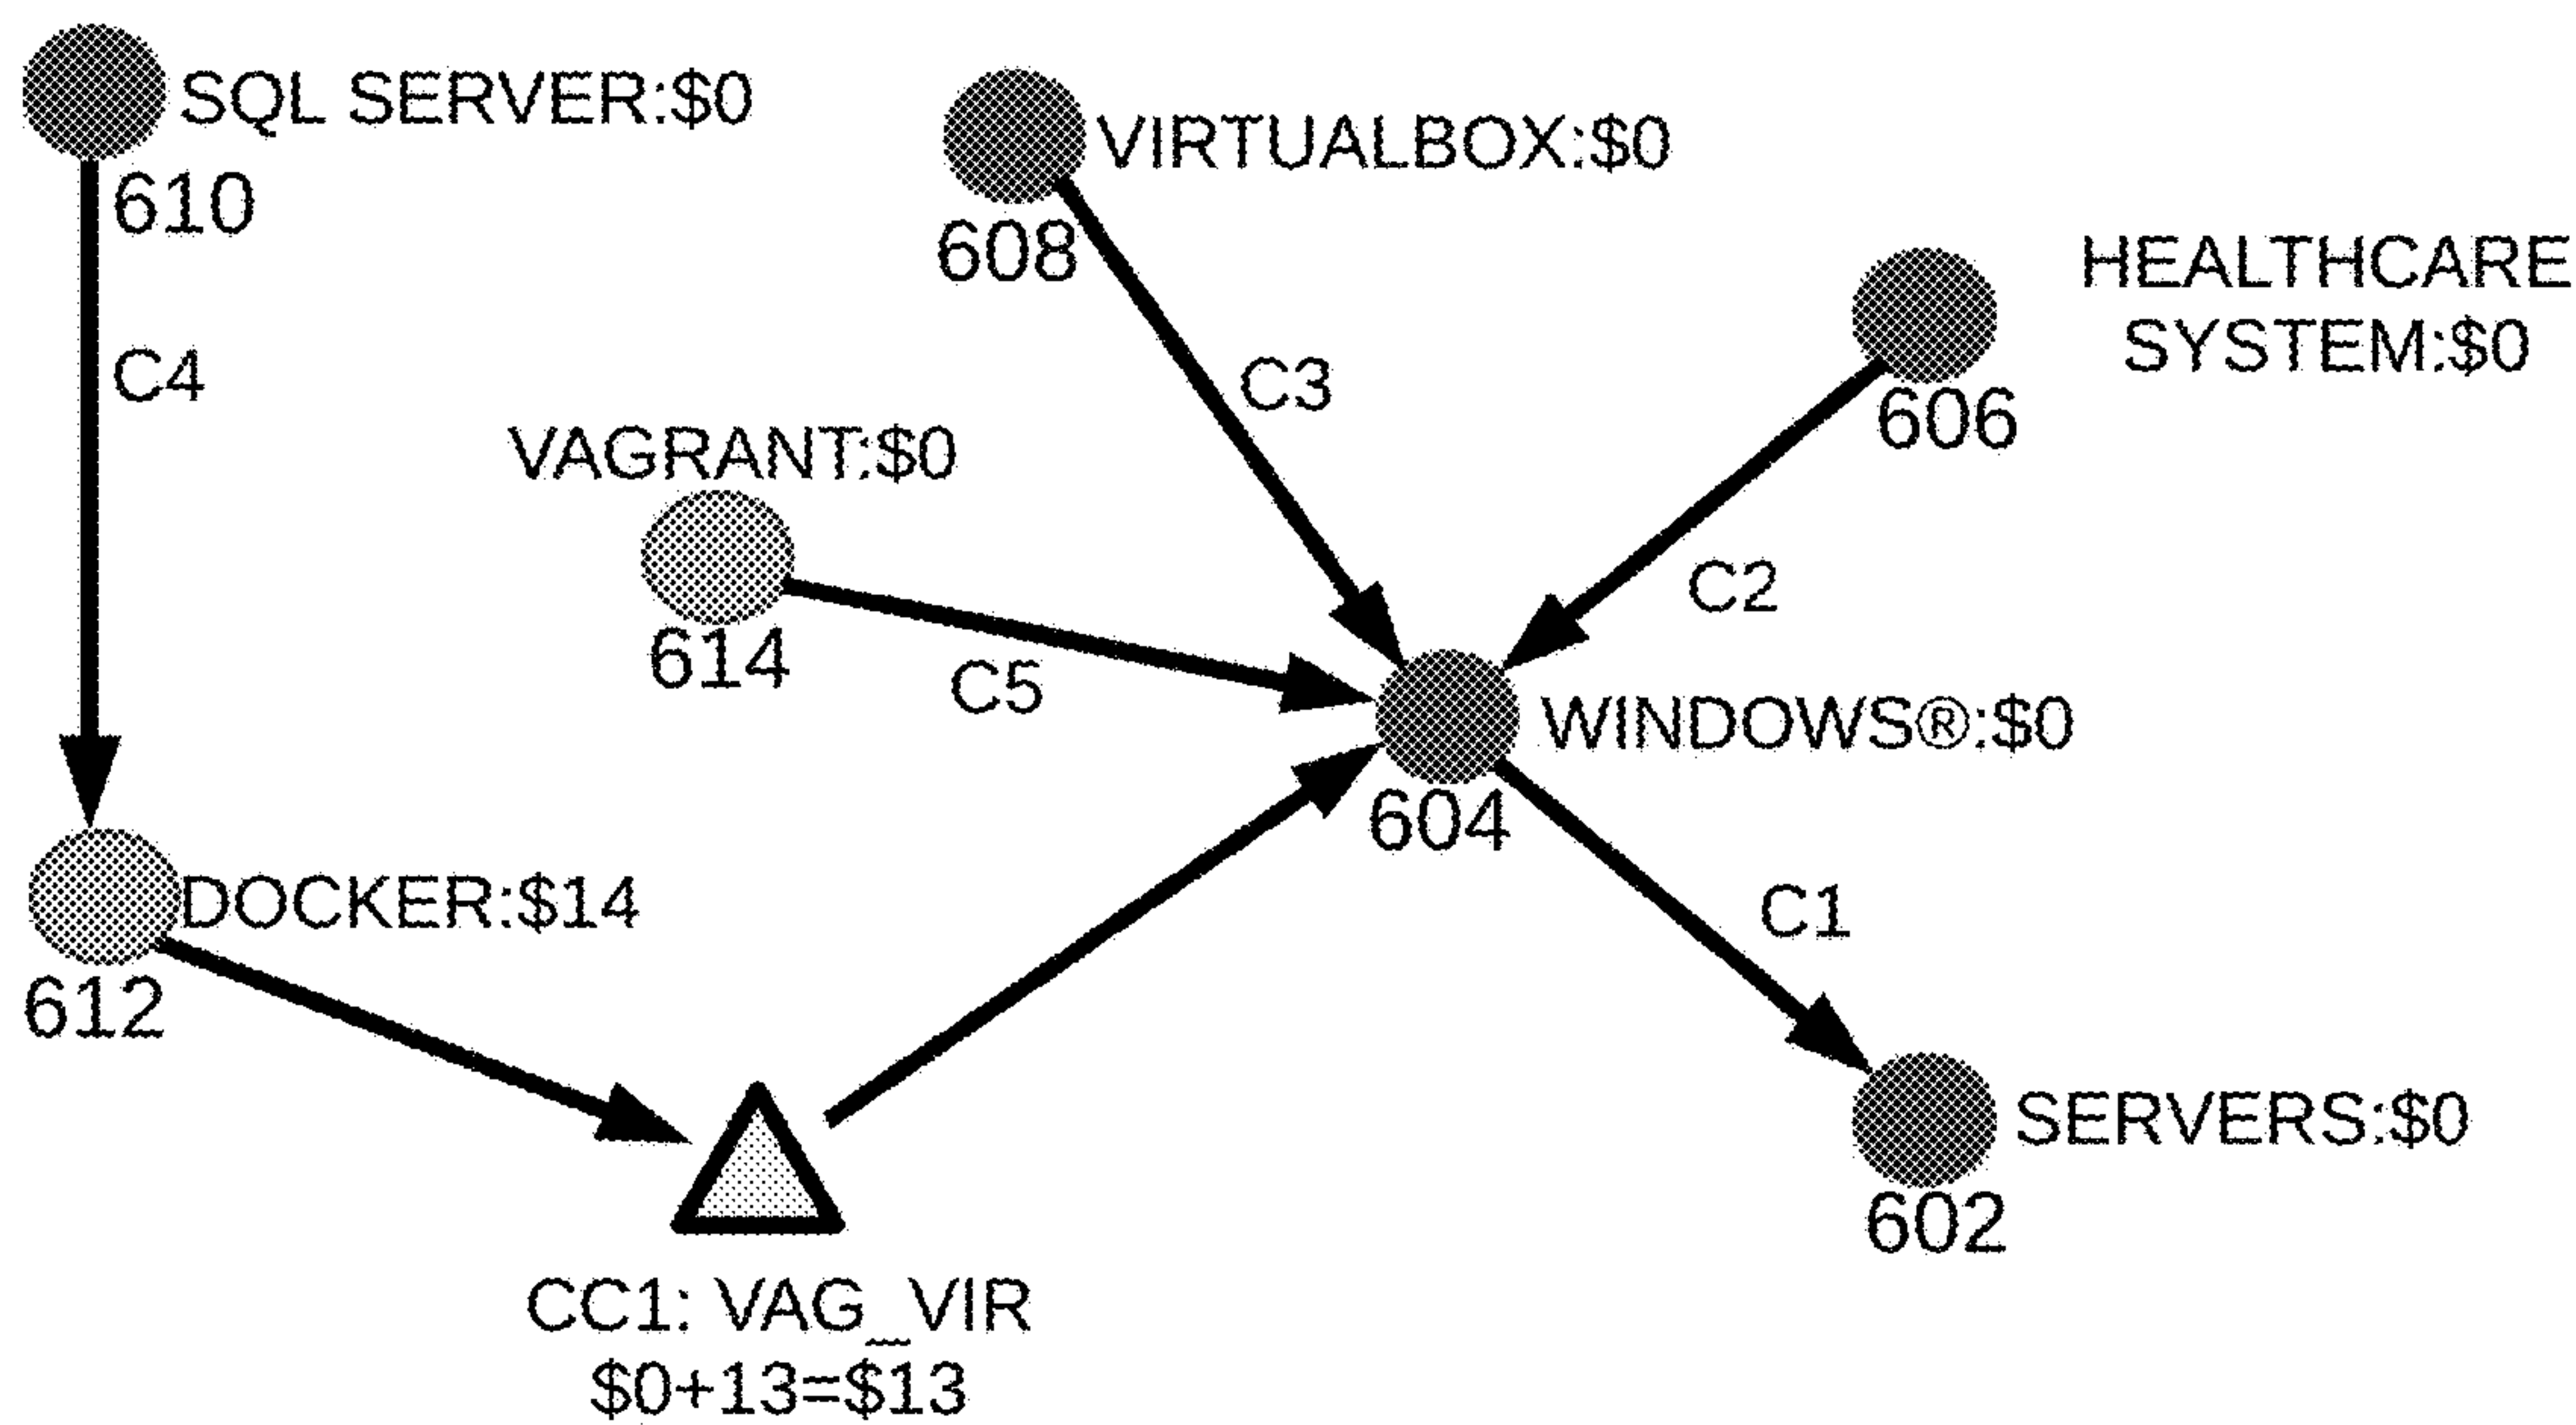 SQL SERVER:$0
610
VIRTUALBOX:$0
608
HEALTHCARE
SYSTEM:$0
606
C4
C3
VAGRANT:$0
614
C5
C2
WINDOWS®:$0
604
DOCKER:$14
612
C1
SERVERS:$0
602
CC1: VAG_VIR
$0+13=$13